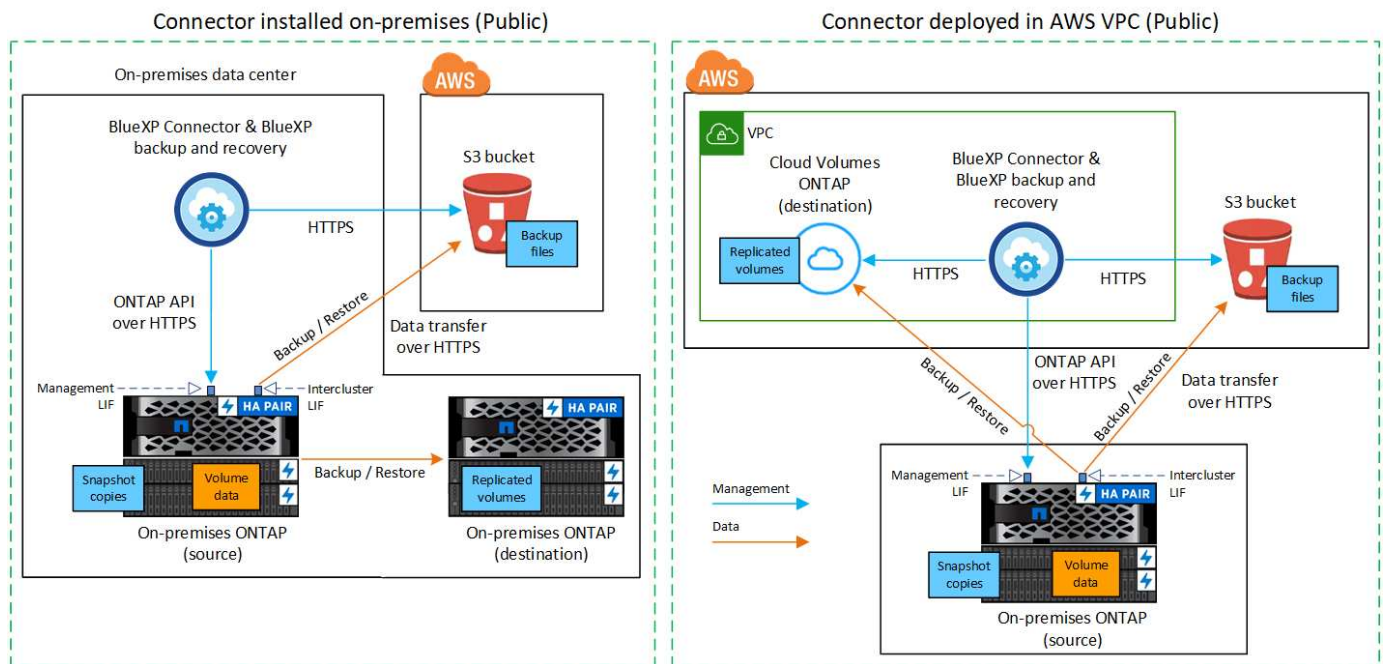 Connector installed on-premises (Public)
On-premises data center
AWS
BlueXP Connector & BlueXP
backup and recovery
S3 bucket
HTTPS
Backup
files
ONTAP API
over HTTPS
Backup / Restore
Data transfer
over HTTPS
Management
LIF
Intercluster
LIF
HA PAIR
HA PAIR
Snapshot
copies
Volume
data
Backup / Restore
Replicated
volumes
On-premises ONTAP
(source)
On-premises ONTAP
(destination)
Connector deployed in AWS VPC (Public)
AWS
VPC
Cloud Volumes
ONTAP
(destination)
BlueXP Connector &
BlueXP backup and
recovery
S3 bucket
Replicated
volumes
HTTPS
HTTPS
Backup
files
ONTAP API
over HTTPS
Backup / Restore
Backup / Restore
Data transfer
over HTTPS
Management
LIF
Intercluster
LIF
Management
Data
HA PAIR
Snapshot
copies
Volume
data
On-premises ONTAP
(source)